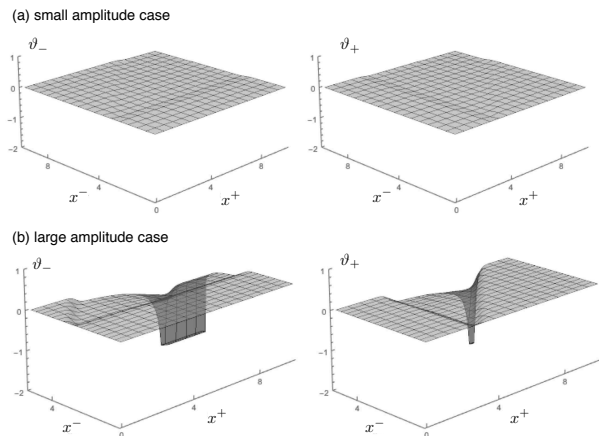 (a) small amplitude case
ϑ₋ ϑ₊
1 1
0 0
−1 −1
−2 −2
8 8 8 8
4 4 4 4
x⁻ x⁺ x⁻ x⁺
0 0
(b) large amplitude case
ϑ₋ ϑ₊
1 1
0 0
−1 −1
−2 −2
8 8
4 4 4 4
x⁻ x⁺ x⁻ x⁺
0 0